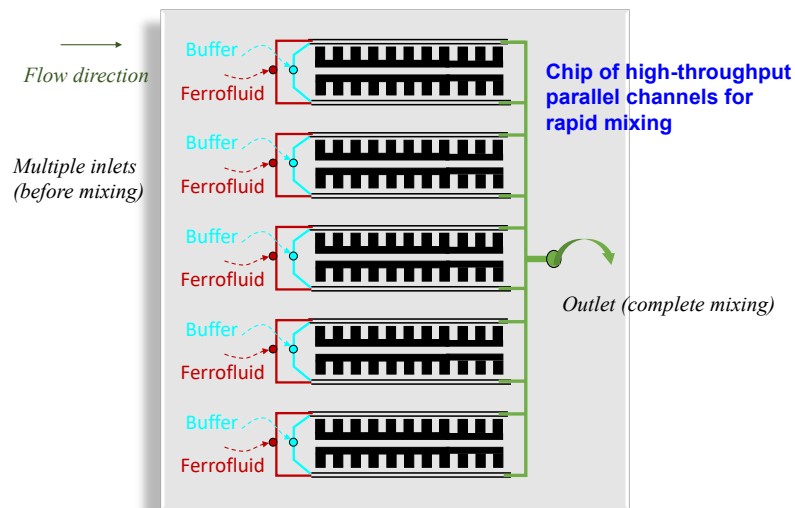 Flow direction
Multiple inlets
(before mixing)
Buffer
Ferrofluid
Buffer
Ferrofluid
Buffer
Ferrofluid
Buffer
Ferrofluid
Buffer
Ferrofluid
Chip of high-throughput
parallel channels for
rapid mixing
Outlet (complete mixing)